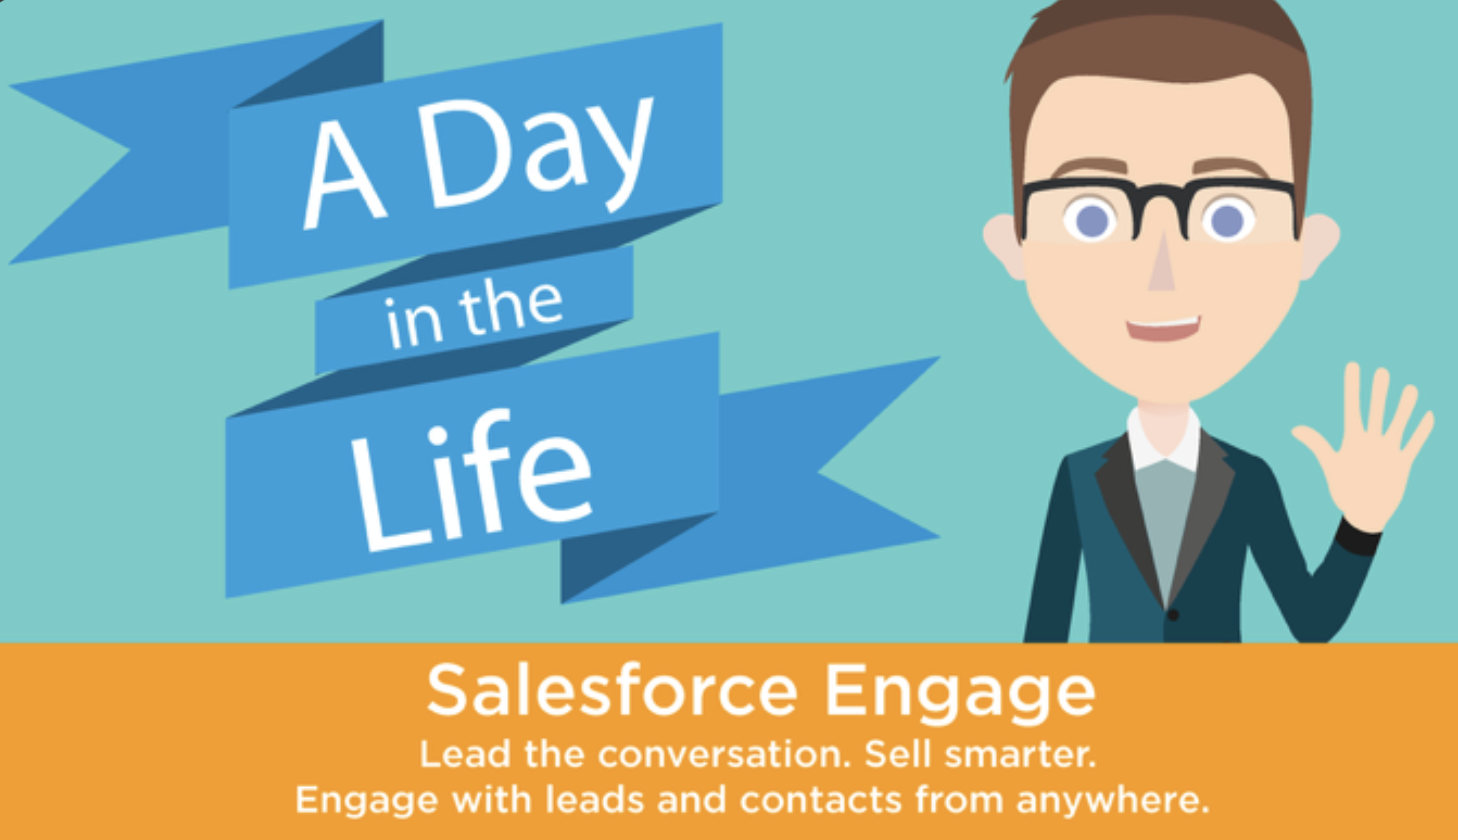 A Day
in the
Life
Salesforce Engage
Lead the conversation. Sell smarter.
Engage with leads and contacts from anywhere.